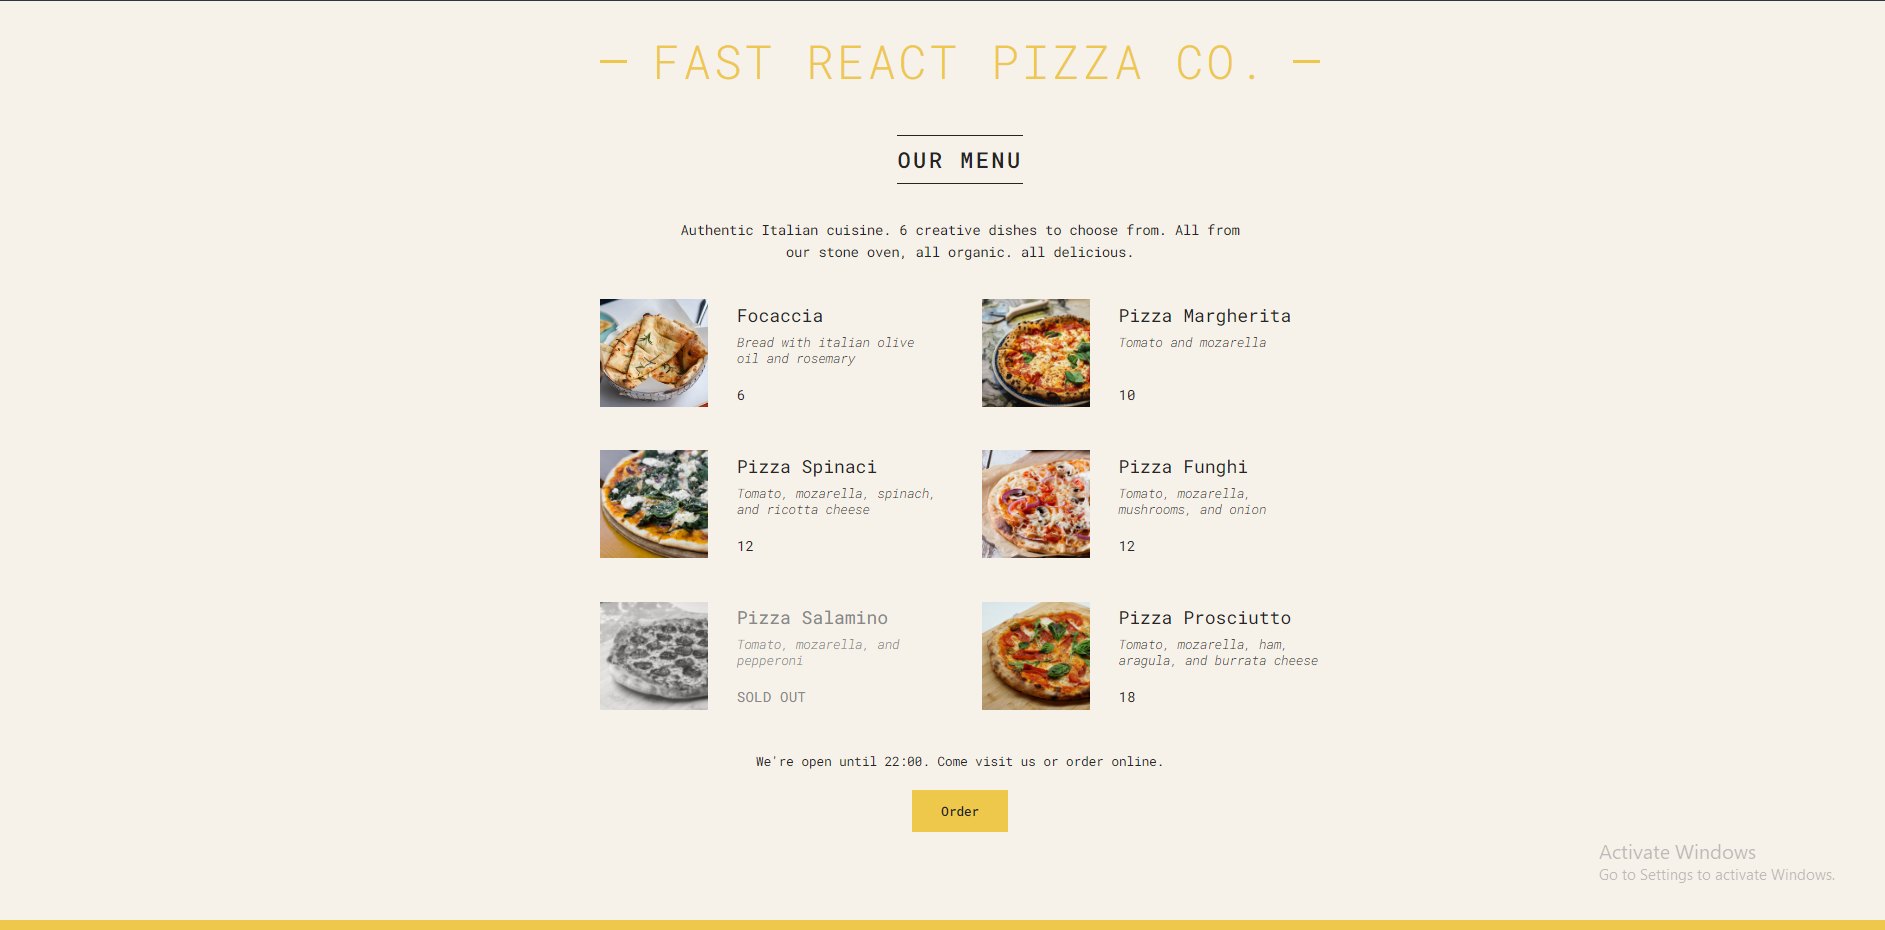 — FAST REACT PIZZA CO. —
OUR MENU
Authentic Italian cuisine. 6 creative dishes to choose from. All from
our stone oven, all organic. all delicious.
Focaccia
Bread with italian olive
oil and rosemary
6
Pizza Margherita
Tomato and mozarella
10
Pizza Spinaci
Tomato, mozarella, spinach,
and ricotta cheese
12
Pizza Funghi
Tomato, mozarella,
mushrooms, and onion
12
Pizza Salamino
Tomato, mozarella, and
pepperoni
SOLD OUT
Pizza Prosciutto
Tomato, mozarella, ham,
aragula, and burrata cheese
18
We're open until 22:00. Come visit us or order online.
Order
Activate Windows
Go to Settings to activate Windows.